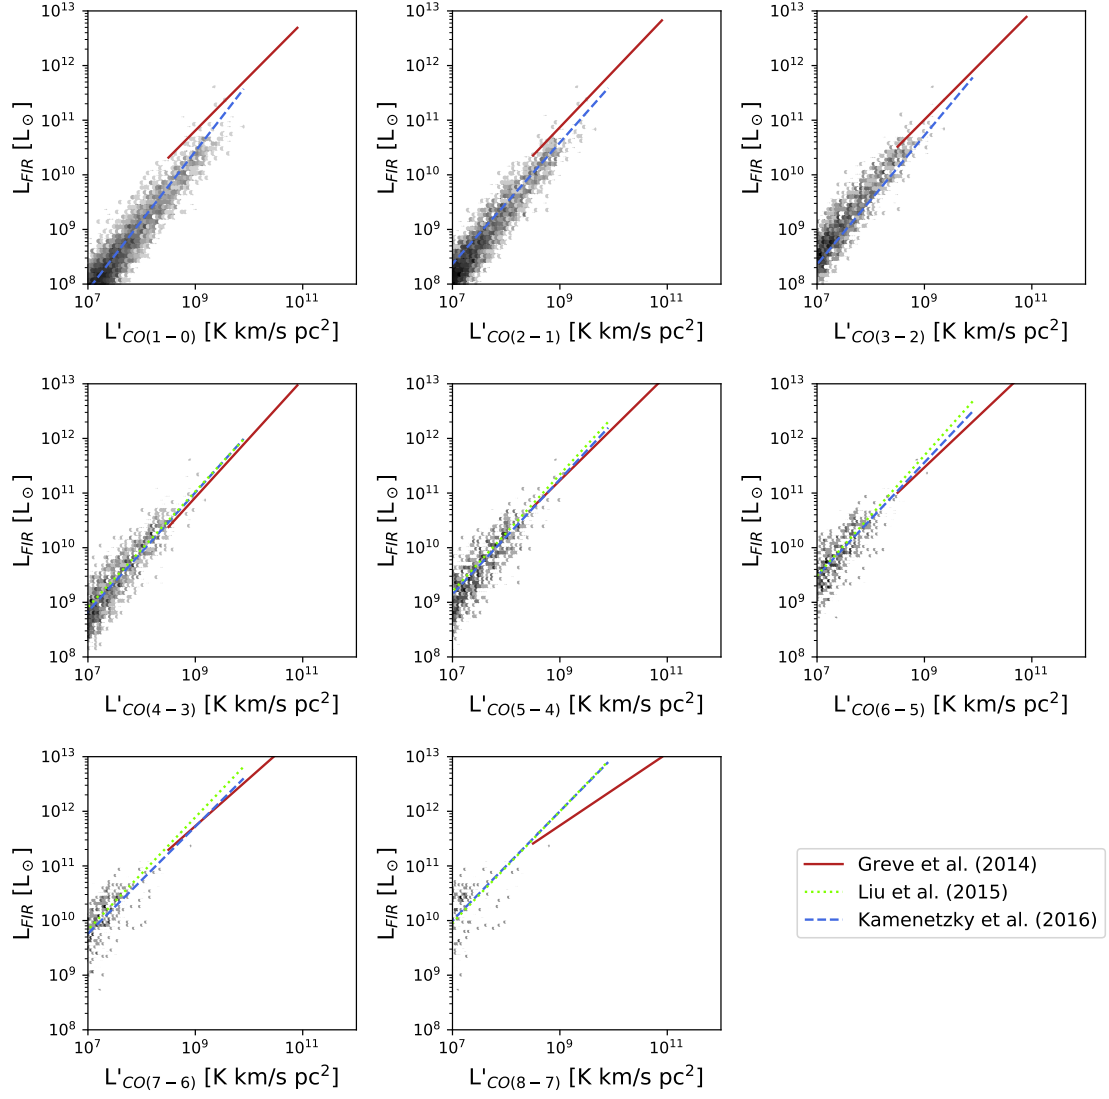 10^13
10^12
10^11
10^10
10^9
10^8
L_FIR [L_⊙]
10^7 10^9 10^11
L'_CO(1−0) [K km/s pc^2]
10^13
10^12
10^11
10^10
10^9
10^8
L_FIR [L_⊙]
10^7 10^9 10^11
L'_CO(2−1) [K km/s pc^2]
10^13
10^12
10^11
10^10
10^9
10^8
L_FIR [L_⊙]
10^7 10^9 10^11
L'_CO(3−2) [K km/s pc^2]
10^13
10^12
10^11
10^10
10^9
10^8
L_FIR [L_⊙]
10^7 10^9 10^11
L'_CO(4−3) [K km/s pc^2]
10^13
10^12
10^11
10^10
10^9
10^8
L_FIR [L_⊙]
10^7 10^9 10^11
L'_CO(5−4) [K km/s pc^2]
10^13
10^12
10^11
10^10
10^9
10^8
L_FIR [L_⊙]
10^7 10^9 10^11
L'_CO(6−5) [K km/s pc^2]
10^13
10^12
10^11
10^10
10^9
10^8
L_FIR [L_⊙]
10^7 10^9 10^11
L'_CO(7−6) [K km/s pc^2]
10^13
10^12
10^11
10^10
10^9
10^8
L_FIR [L_⊙]
10^7 10^9 10^11
L'_CO(8−7) [K km/s pc^2]
Greve et al. (2014)
Liu et al. (2015)
Kamenetzky et al. (2016)